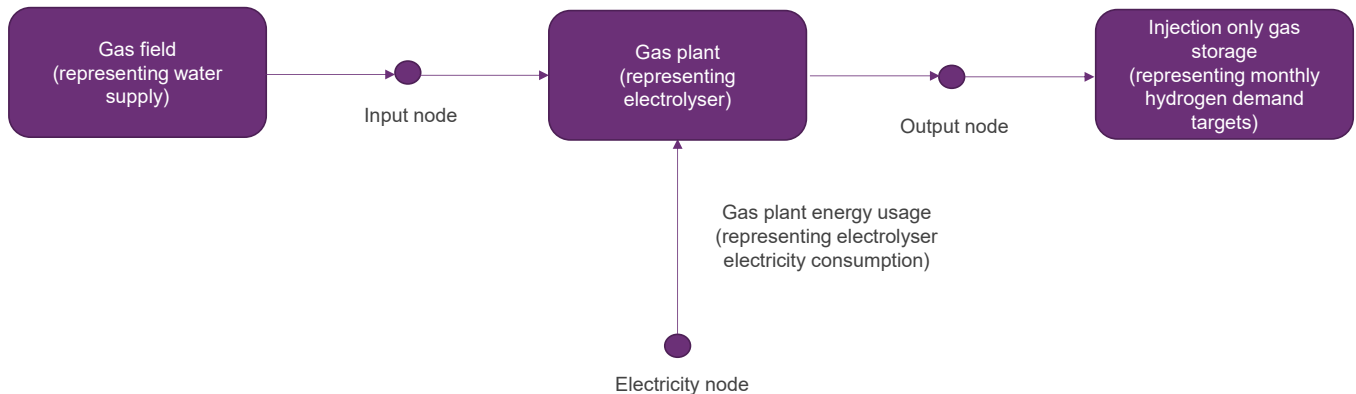 Gas field
(representing water
supply)
Input node
Gas plant
(representing
electrolyser)
Output node
Injection only gas
storage
(representing monthly
hydrogen demand
targets)
Gas plant energy usage
(representing electrolyser
electricity consumption)
Electricity node